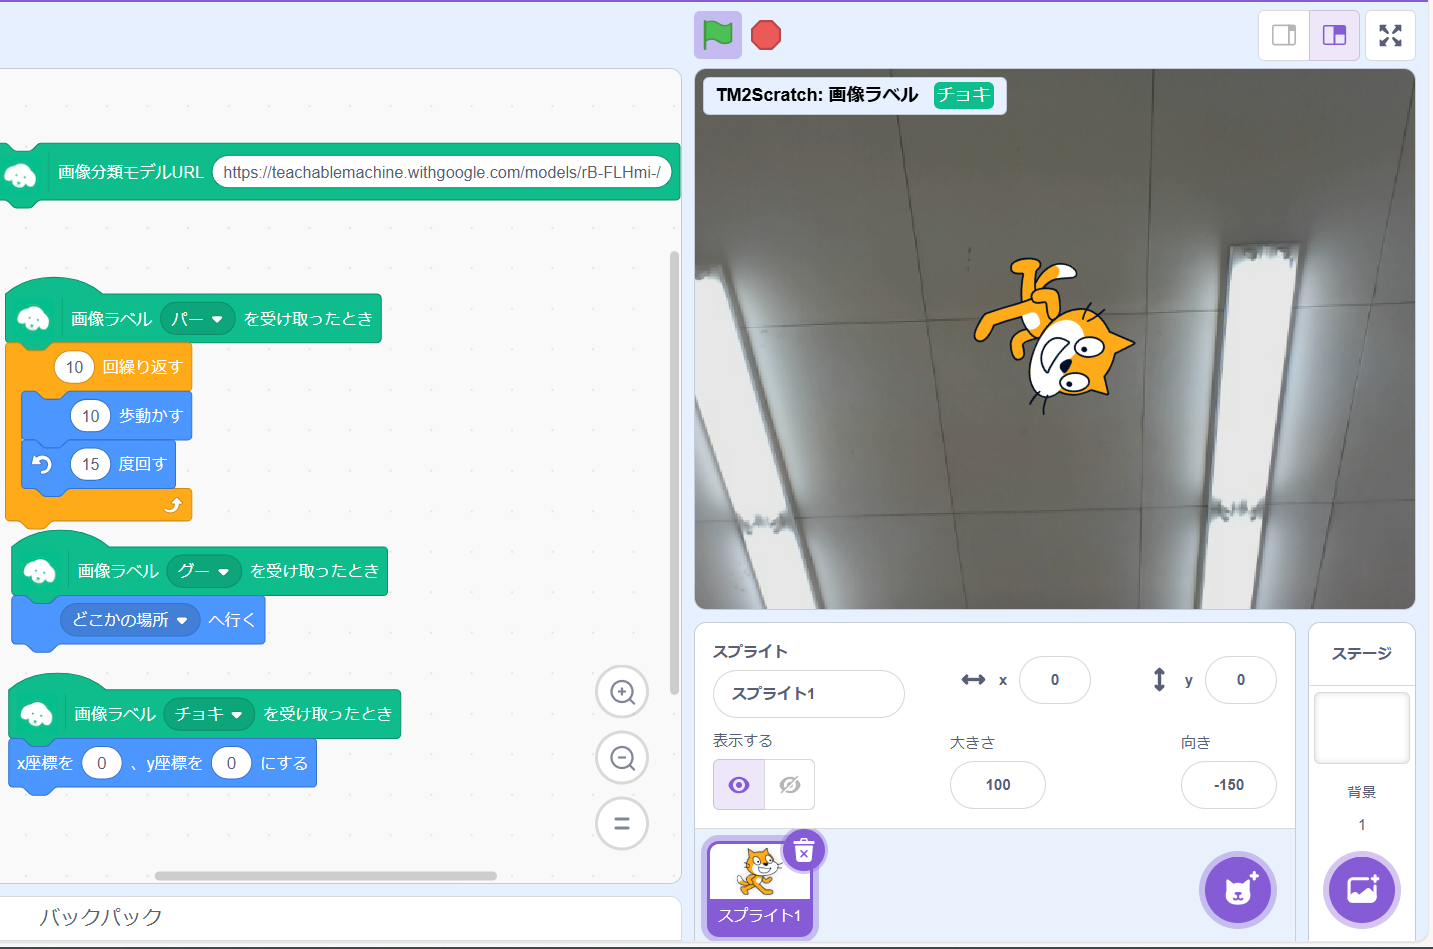 TM2Scratch: 画像ラベル チョキ
画像分類モデルURL https://teachablemachine.withgoogle.com/models/rB-FLHmi-/
画像ラベル パー を受け取ったとき
10 回繰り返す
10 歩動かす
15 度回す
画像ラベル グー を受け取ったとき
どこかの場所 へ行く
画像ラベル チョキ を受け取ったとき
x座標を 0 、y座標を 0 にする
バックパック
スプライト
スプライト1
x 0
y 0
表示する
大きさ
100
向き
-150
スプライト1
ステージ
背景
1